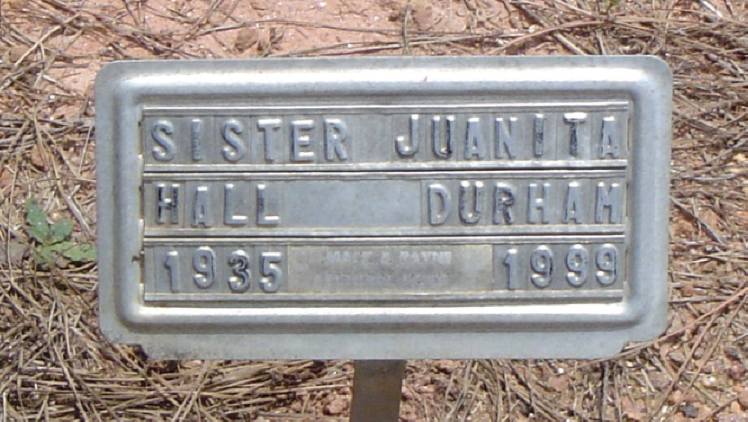 SISTER JUANITA
HALL DURHAM
1935 1999